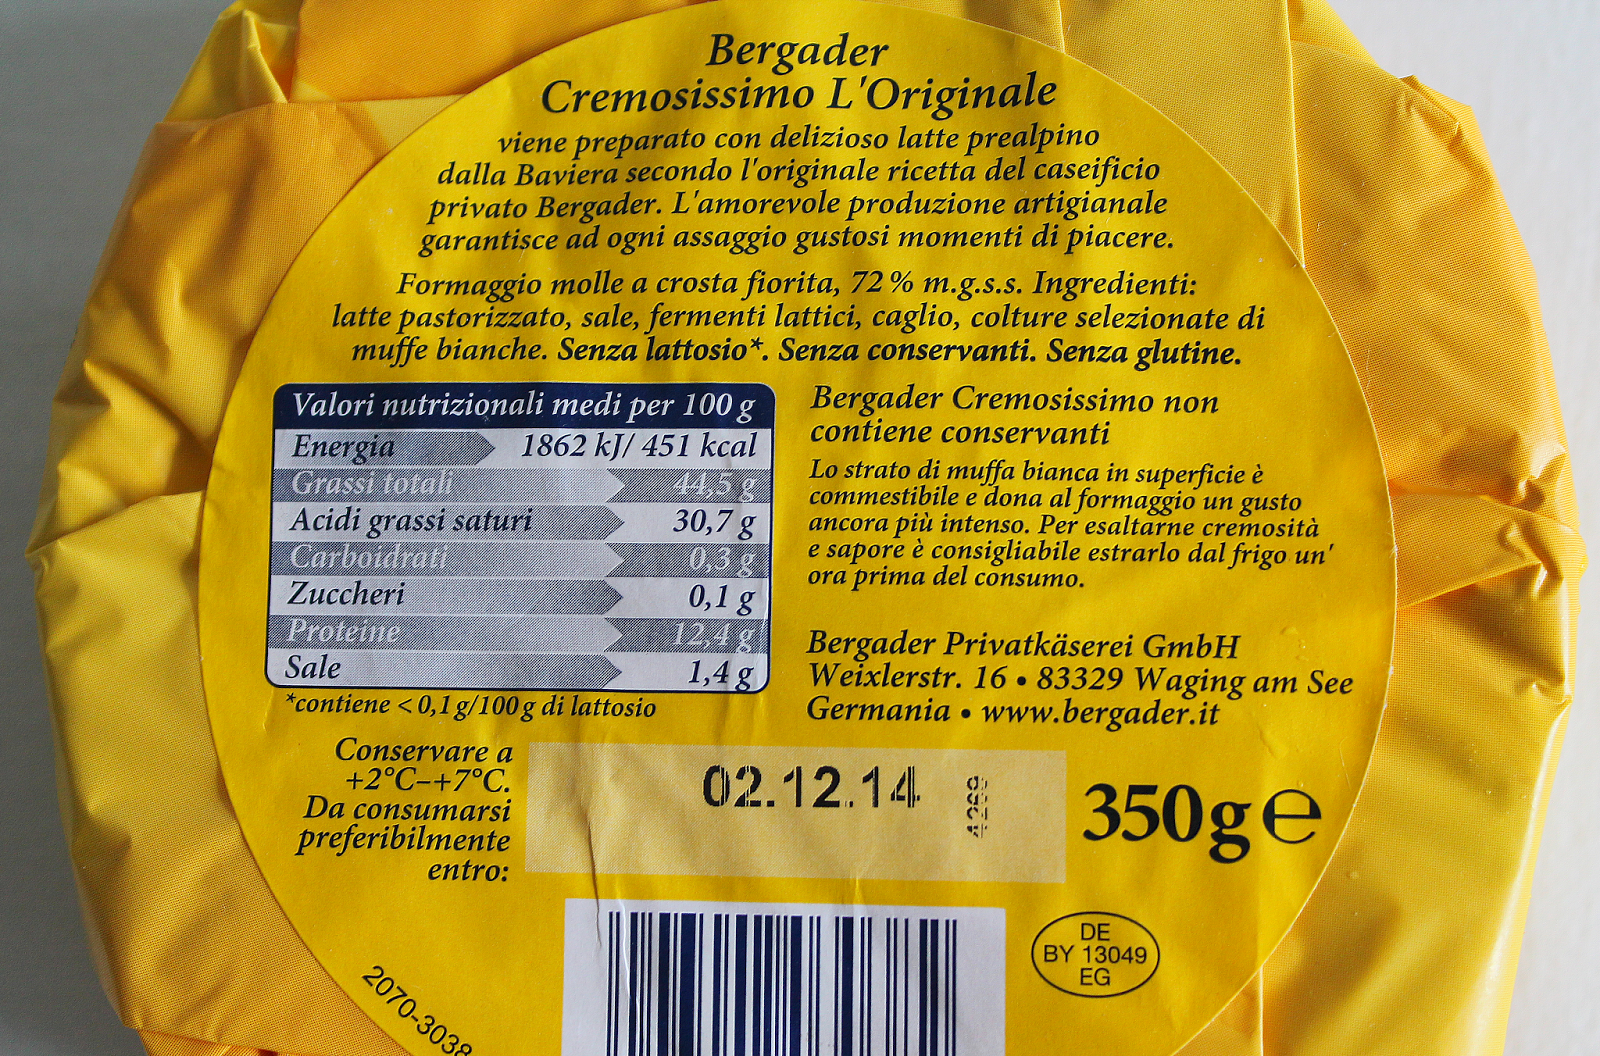 Bergader
Cremosissimo L'Originale
viene preparato con delizioso latte prealpino
dalla Baviera secondo l'originale ricetta del caseificio
privato Bergader. L'amorevole produzione artigianale
garantisce ad ogni assaggio gustosi momenti di piacere.
Formaggio molle a crosta fiorita, 72 % m.g.s.s. Ingredienti:
latte pastorizzato, sale, fermenti lattici, caglio, colture selezionate di
muffe bianche. Senza lattosio*. Senza conservanti. Senza glutine.
Valori nutrizionali medi per 100 g
Energia 1862 kJ/ 451 kcal
Grassi totali 44,5 g
Acidi grassi saturi 30,7 g
Carboidrati 0,3 g
Zuccheri 0,1 g
Proteine 12,4 g
Sale 1,4 g
*contiene < 0,1 g/100 g di lattosio
Bergader Cremosissimo non
contiene conservanti
Lo strato di muffa bianca in superficie è
commestibile e dona al formaggio un gusto
ancora più intenso. Per esaltarne cremosità
e sapore è consigliabile estrarlo dal frigo un'
ora prima del consumo.
Bergader Privatkäserei GmbH
Weixlerstr. 16 • 83329 Waging am See
Germania • www.bergader.it
Conservare a
+2°C–+7°C.
Da consumarsi
preferibilmente
entro:
02.12.14
350 g e
DE
BY 13049
EG
2070-3038